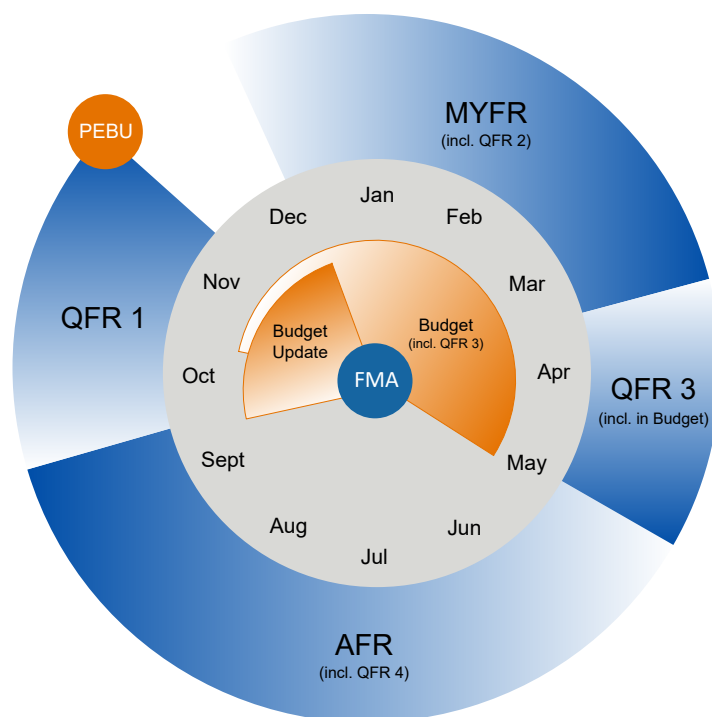 MYFR
(incl. QFR 2)
PEBU
Jan
Dec
Feb
Nov
Mar
QFR 1
Budget
Update
Budget
(incl. QFR 3)
FMA
Oct
Apr
QFR 3
(incl. in Budget)
Sept
May
Aug
Jun
Jul
AFR
(incl. QFR 4)